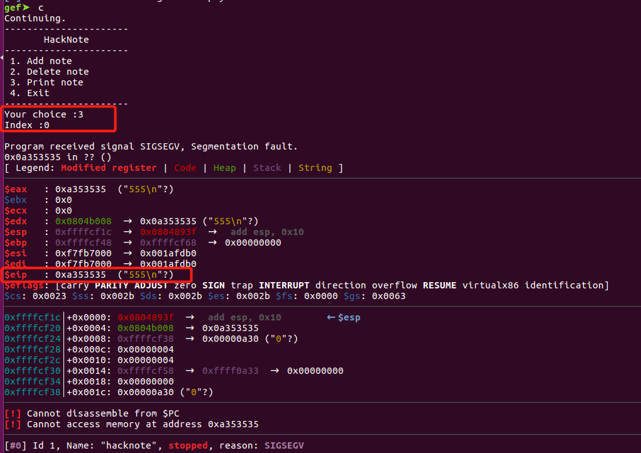 gef➤ c
Continuing.
----------------------
HackNote
----------------------
1. Add note
2. Delete note
3. Print note
4. Exit
----------------------
Your choice :3
Index :0
Program received signal SIGSEGV, Segmentation fault.
0x0a353535 in ?? ()
[ Legend: Modified register | Code | Heap | Stack | String ]
$eax : 0xa353535 ("555\n"?)
$ebx : 0x0
$ecx : 0x0
$edx : 0x0804b008 → 0x0a353535 ("555\n"?)
$esp : 0xffffcf1c → 0x0804893f → add esp, 0x10
$ebp : 0xffffcf48 → 0xffffcf68 → 0x00000000
$esi : 0xf7fb7000 → 0x001afdb0
$edi : 0xf7fb7000 → 0x001afdb0
$eip : 0xa353535 ("555\n"?)
$eflags: [carry PARITY ADJUST zero SIGN trap INTERRUPT direction overflow RESUME virtualx86 identification]
$cs: 0x0023 $ss: 0x002b $ds: 0x002b $es: 0x002b $fs: 0x0000 $gs: 0x0063
0xffffcf1c│+0x0000: 0x0804893f → add esp, 0x10 ← $esp
0xffffcf20│+0x0004: 0x0804b008 → 0x0a353535
0xffffcf24│+0x0008: 0xffffcf38 → 0x00000a30 ("0"?)
0xffffcf28│+0x000c: 0x00000004
0xffffcf2c│+0x0010: 0x00000004
0xffffcf30│+0x0014: 0xffffcf58 → 0xffff0a33 → 0x00000000
0xffffcf34│+0x0018: 0x00000000
0xffffcf38│+0x001c: 0x00000a30 ("0"?)
[!] Cannot disassemble from $PC
[!] Cannot access memory at address 0xa353535
[#0] Id 1, Name: "hacknote", stopped, reason: SIGSEGV